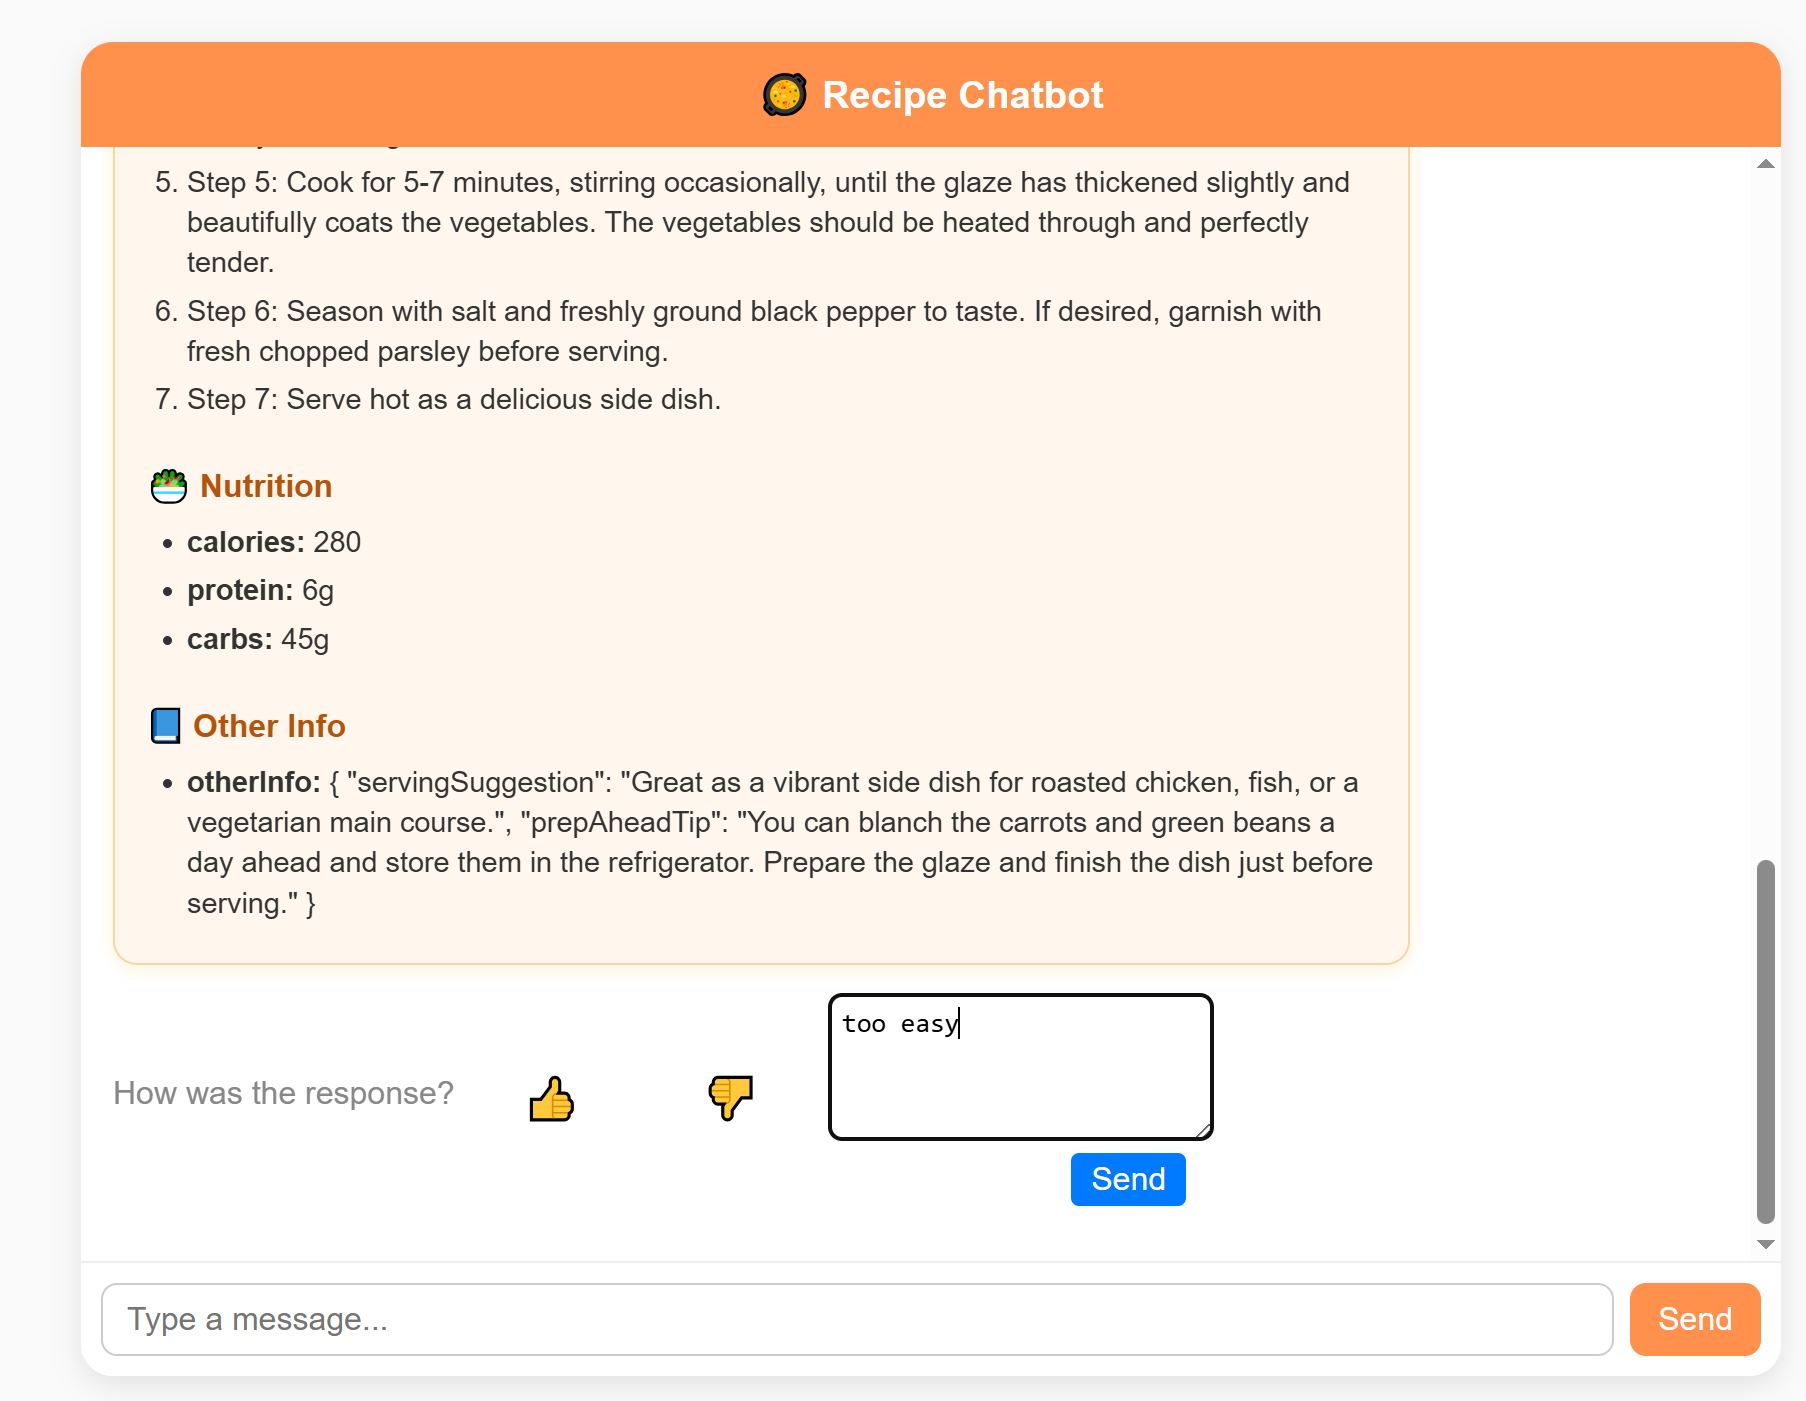 Recipe Chatbot
5. Step 5: Cook for 5-7 minutes, stirring occasionally, until the glaze has thickened slightly and
beautifully coats the vegetables. The vegetables should be heated through and perfectly
tender.
6. Step 6: Season with salt and freshly ground black pepper to taste. If desired, garnish with
fresh chopped parsley before serving.
7. Step 7: Serve hot as a delicious side dish.
Nutrition
• calories: 280
• protein: 6g
• carbs: 45g
Other Info
• otherInfo: { "servingSuggestion": "Great as a vibrant side dish for roasted chicken, fish, or a
vegetarian main course.", "prepAheadTip": "You can blanch the carrots and green beans a
day ahead and store them in the refrigerator. Prepare the glaze and finish the dish just before
serving." }
too easy
How was the response?
Send
Type a message...
Send